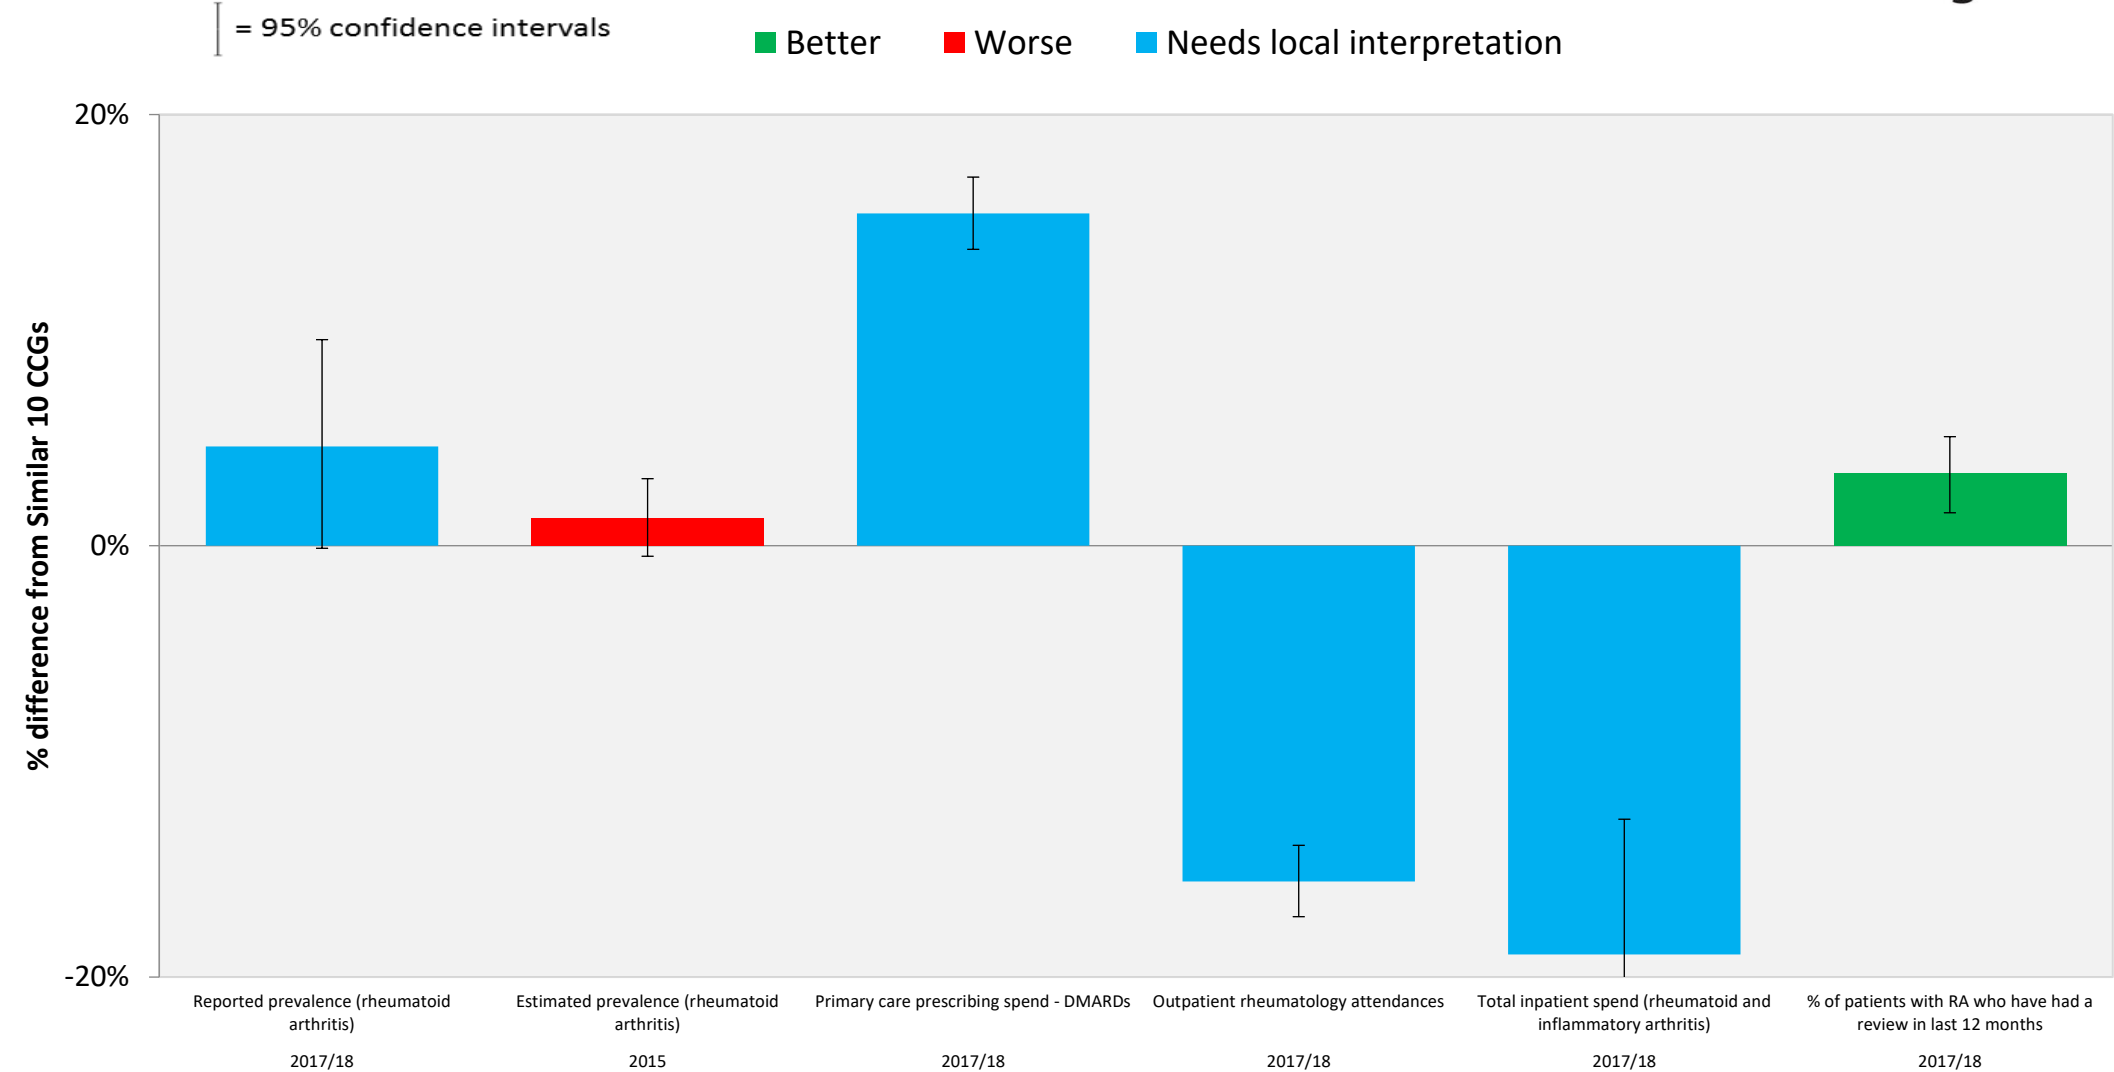 = 95% confidence intervals
Better
Worse
Needs local interpretation
20%
0%
-20%
% difference from Similar 10 CCGs
Reported prevalence (rheumatoid
arthritis)
2017/18
Estimated prevalence (rheumatoid
arthritis)
2015
Primary care prescribing spend - DMARDs
2017/18
Outpatient rheumatology attendances
2017/18
Total inpatient spend (rheumatoid and
inflammatory arthritis)
2017/18
% of patients with RA who have had a
review in last 12 months
2017/18